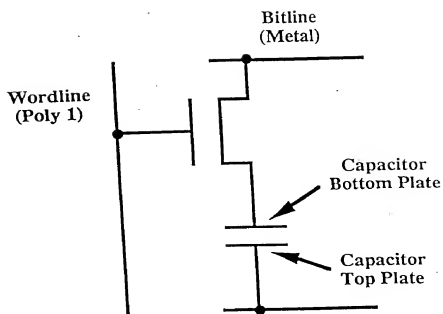 Bitline
(Metal)
Wordline
(Poly 1)
Capacitor
Bottom Plate
Capacitor
Top Plate